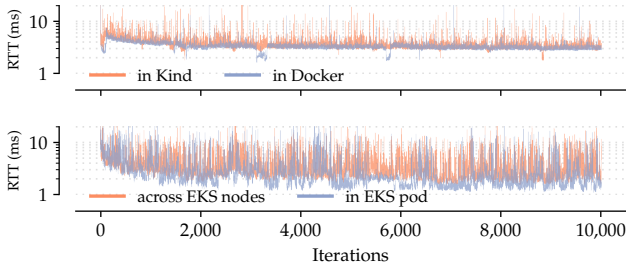 RTT (ms)
10
1
in Kind
in Docker
RTT (ms)
10
1
across EKS nodes
in EKS pod
0
2,000
4,000
6,000
8,000
10,000
Iterations